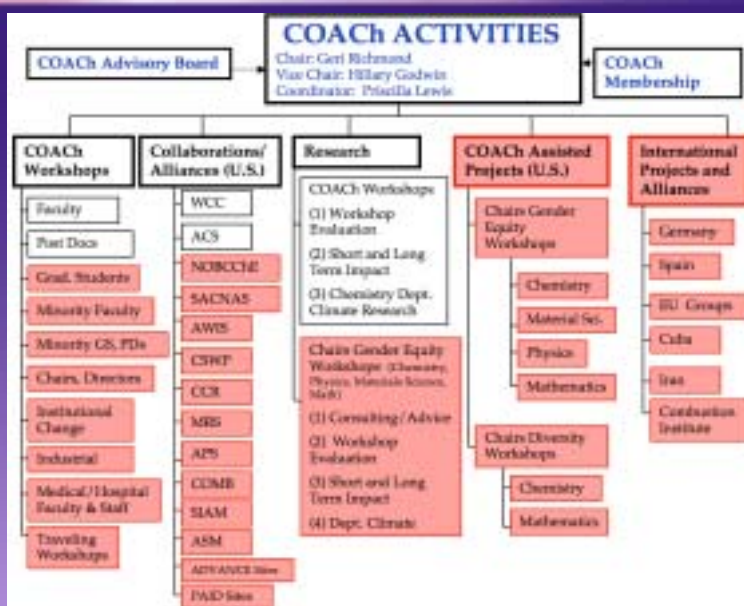 COACh ACTIVITIES
Chair: Geri Richmond
Vice Chair: Hillary Godwin
Coordinator: Priscilla Lewis
COACh Advisory Board
COACh
Membership
COACh
Workshops
Faculty
Post Docs
Grad. Students
Minority Faculty
Minority GS, PDs
Chairs, Directors
Institutional
Change
Industrial
Medical/Hospital
Faculty & Staff
Traveling
Workshops
Collaborations/
Alliances (U.S.)
WCC
ACS
NOBCChE
SACNAS
AWIS
CSWP
CCR
MRS
APS
COMB
SIAM
ASM
ADVANCE Sites
PAID Sites
Research
COACh Workshops
(1) Workshop
Evaluation
(2) Short and Long
Term Impact
(3) Chemistry Dept.
Climate Research
Chairs Gender Equity
Workshops (Chemistry,
Physics, Materials Science,
Math)
(1) Consulting/Advice
(2) Workshop
Evaluation
(3) Short and Long
Term Impact
(4) Dept. Climate
COACh Assisted
Projects (U.S.)
Chairs Gender
Equity
Workshops
Chemistry
Material Sci.
Physics
Mathematics
Chairs Diversity
Workshops
Chemistry
Mathematics
International
Projects and
Alliances
Germany
Spain
EU Groups
Cuba
Iran
Combustion
Institute